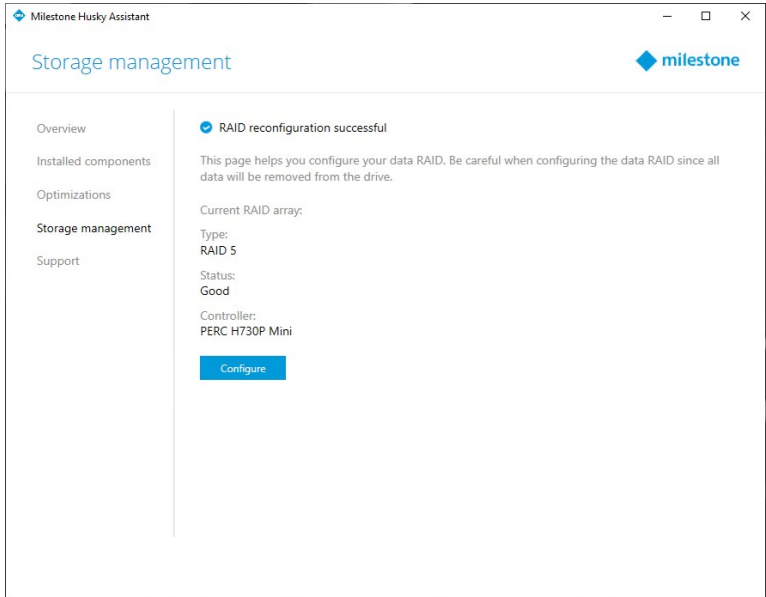 Milestone Husky Assistant
Storage management
milestone
Overview
Installed components
Optimizations
Storage management
Support
RAID reconfiguration successful
This page helps you configure your data RAID. Be careful when configuring the data RAID since all
data will be removed from the drive.
Current RAID array:
Type:
RAID 5
Status:
Good
Controller:
PERC H730P Mini
Configure